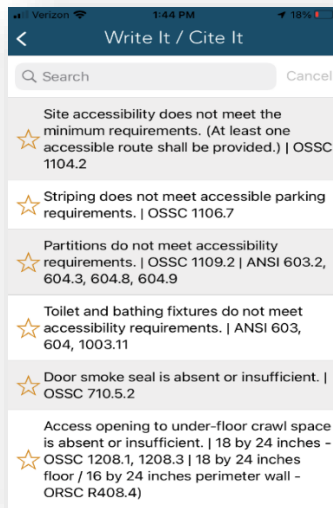 Verizon 1:44 PM 18%
Write It / Cite It
Search Cancel
Site accessibility does not meet the
minimum requirements. (At least one
accessible route shall be provided.) | OSSC
1104.2
Striping does not meet accessible parking
requirements. | OSSC 1106.7
Partitions do not meet accessibility
requirements. | OSSC 1109.2 | ANSI 603.2,
604.3, 604.8, 604.9
Toilet and bathing fixtures do not meet
accessibility requirements. | ANSI 603,
604, 1003.11
Door smoke seal is absent or insufficient. |
OSSC 710.5.2
Access opening to under-floor crawl space
is absent or insufficient. | 18 by 24 inches -
OSSC 1208.1, 1208.3 | 18 by 24 inches
floor / 16 by 24 inches perimeter wall -
ORSC R408.4)